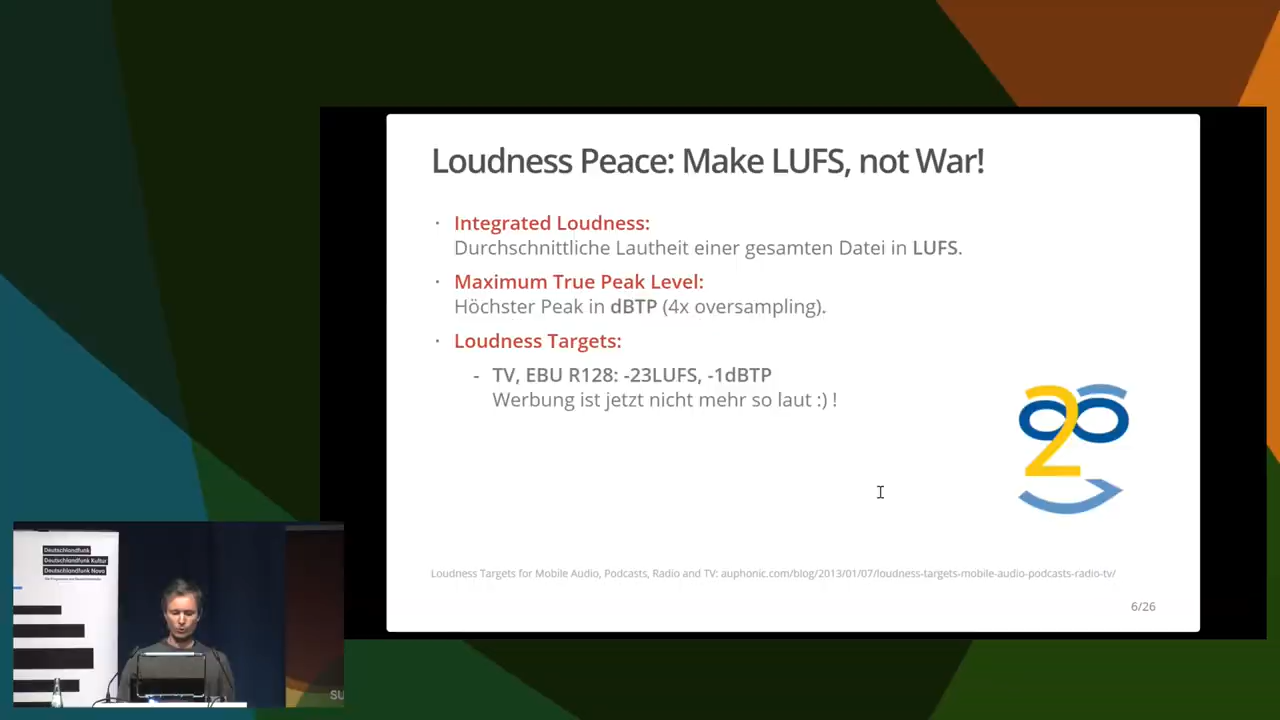 Loudness Peace: Make LUFS, not War!
· Integrated Loudness:
Durchschnittliche Lautheit einer gesamten Datei in LUFS.
· Maximum True Peak Level:
Höchster Peak in dBTP (4x oversampling).
· Loudness Targets:
- TV, EBU R128: -23LUFS, -1dBTP
Werbung ist jetzt nicht mehr so laut :) !
Loudness Targets for Mobile Audio, Podcasts, Radio and TV: auphonic.com/blog/2013/01/07/loudness-targets-mobile-audio-podcasts-radio-tv/
6/26
Deutschlandfunk
Deutschlandfunk Kultur
Deutschlandfunk Nova
SU